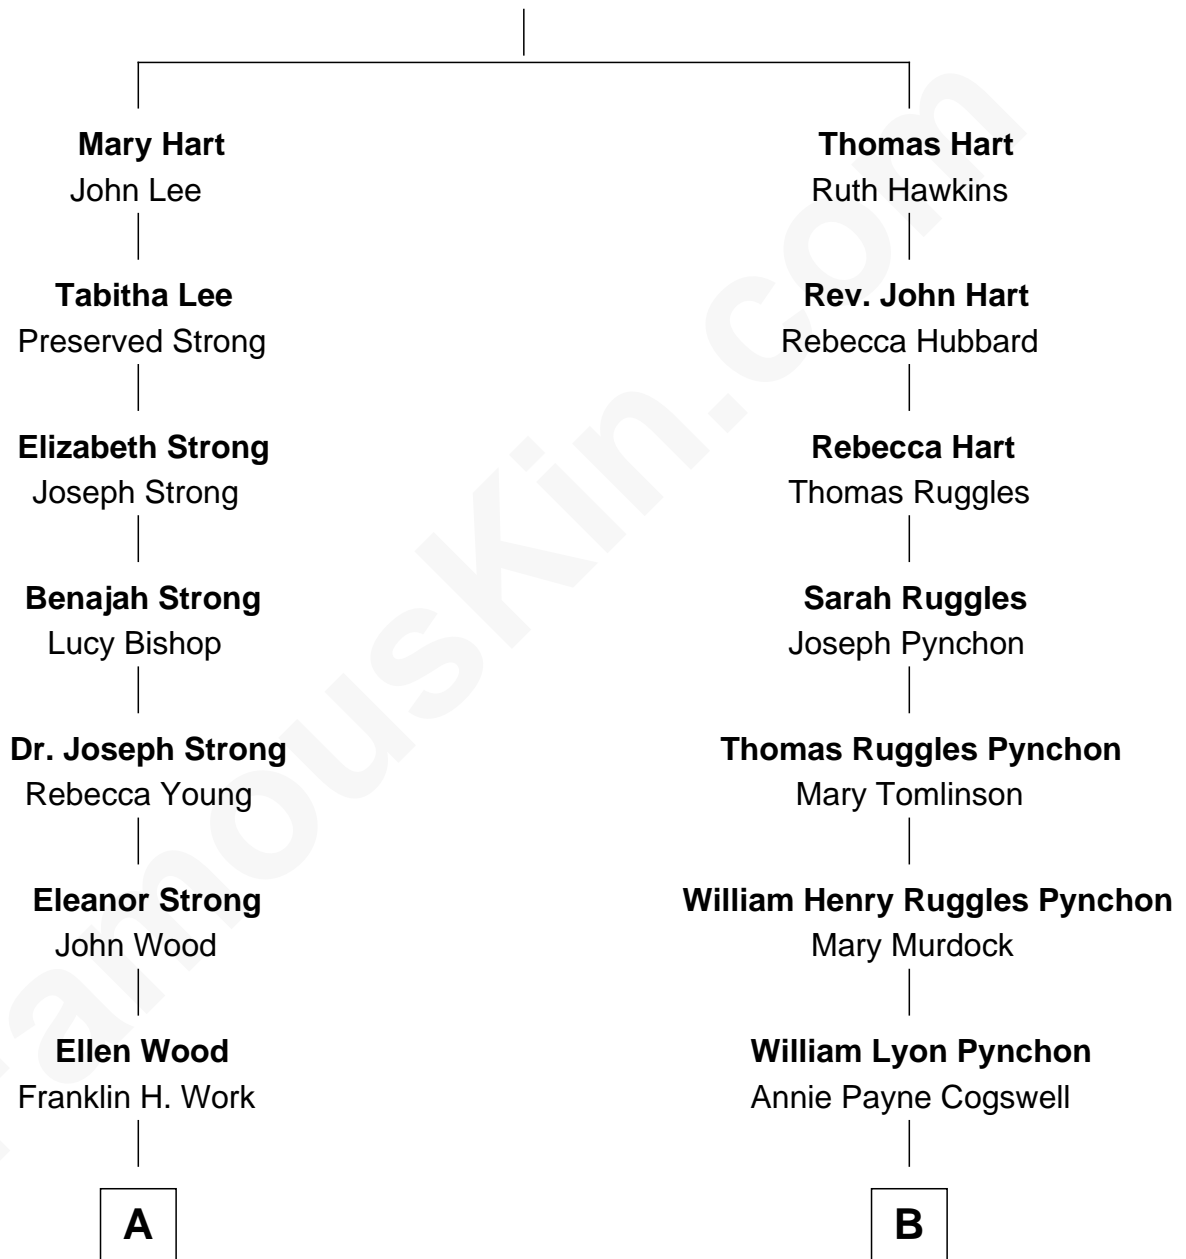 Mary Hart
John Lee
Thomas Hart
Ruth Hawkins
Tabitha Lee
Preserved Strong
Rev. John Hart
Rebecca Hubbard
Elizabeth Strong
Joseph Strong
Rebecca Hart
Thomas Ruggles
Benajah Strong
Lucy Bishop
Sarah Ruggles
Joseph Pynchon
Dr. Joseph Strong
Rebecca Young
Thomas Ruggles Pynchon
Mary Tomlinson
Eleanor Strong
John Wood
William Henry Ruggles Pynchon
Mary Murdock
Ellen Wood
Franklin H. Work
William Lyon Pynchon
Annie Payne Cogswell
A
B
FamousKin.com